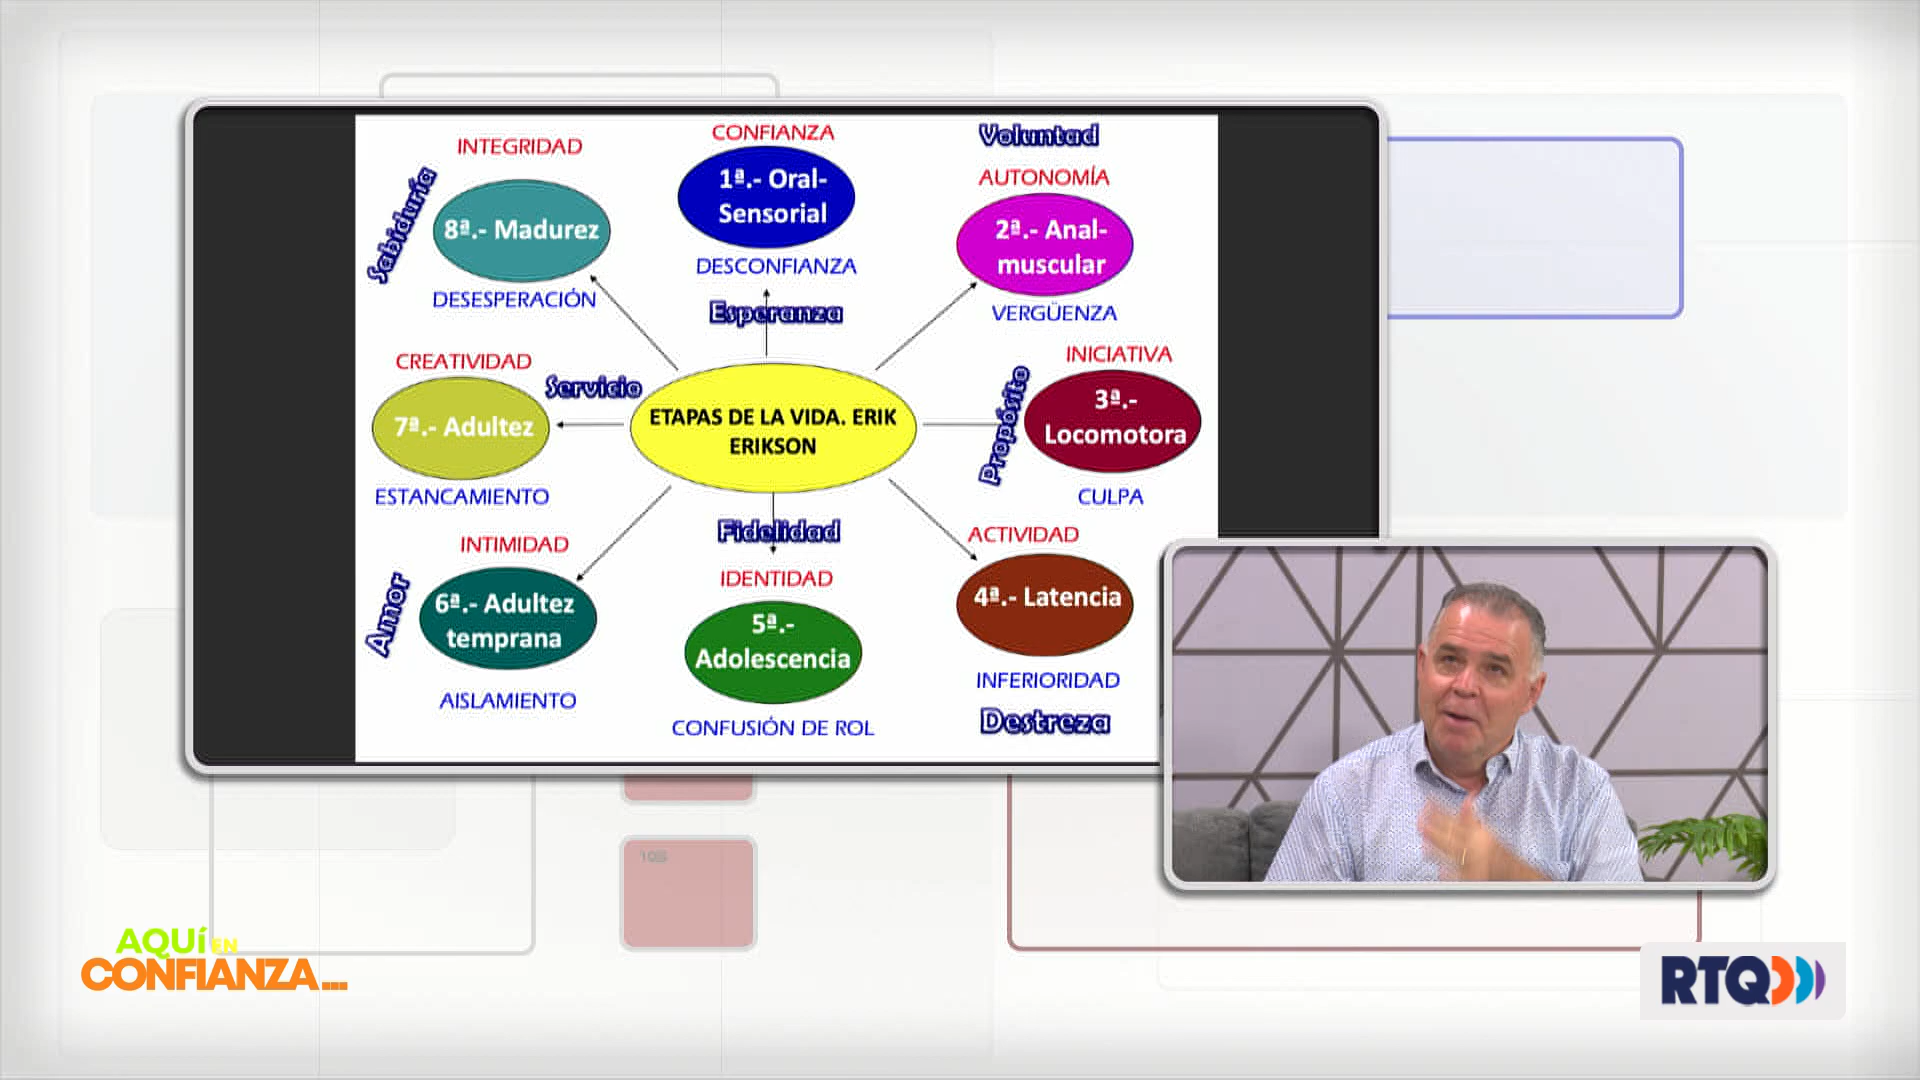 INTEGRIDAD
Sabiduría
8ª.- Madurez
DESESPERACIÓN
CONFIANZA
1ª.- Oral-
Sensorial
DESCONFIANZA
Esperanza
Voluntad
AUTONOMÍA
2ª.- Anal-
muscular
VERGÜENZA
CREATIVIDAD
Servicio
7ª.- Adultez
ESTANCAMIENTO
ETAPAS DE LA VIDA. ERIK
ERIKSON
INICIATIVA
Propósito
3ª.-
Locomotora
CULPA
INTIMIDAD
Amor
6ª.- Adultez
temprana
AISLAMIENTO
Fidelidad
IDENTIDAD
5ª.-
Adolescencia
CONFUSIÓN DE ROL
ACTIVIDAD
4ª.- Latencia
INFERIORIDAD
Destreza
AQUÍ EN
CONFIANZA...
RTQ